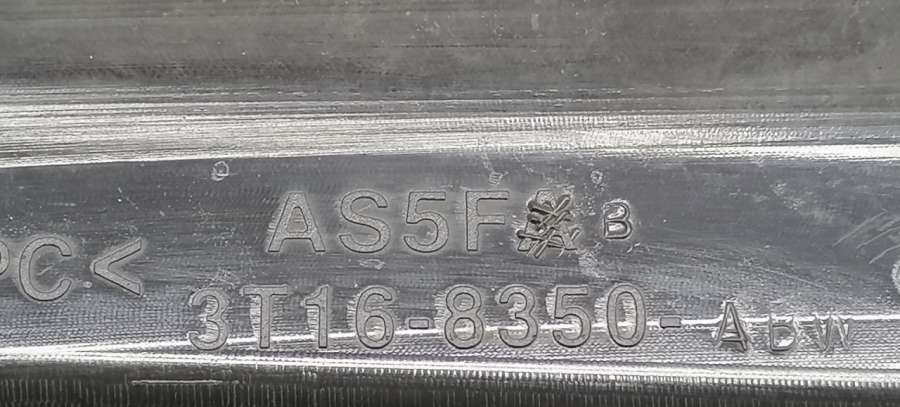 AS5F B
PC<
3T16-8350-ABW